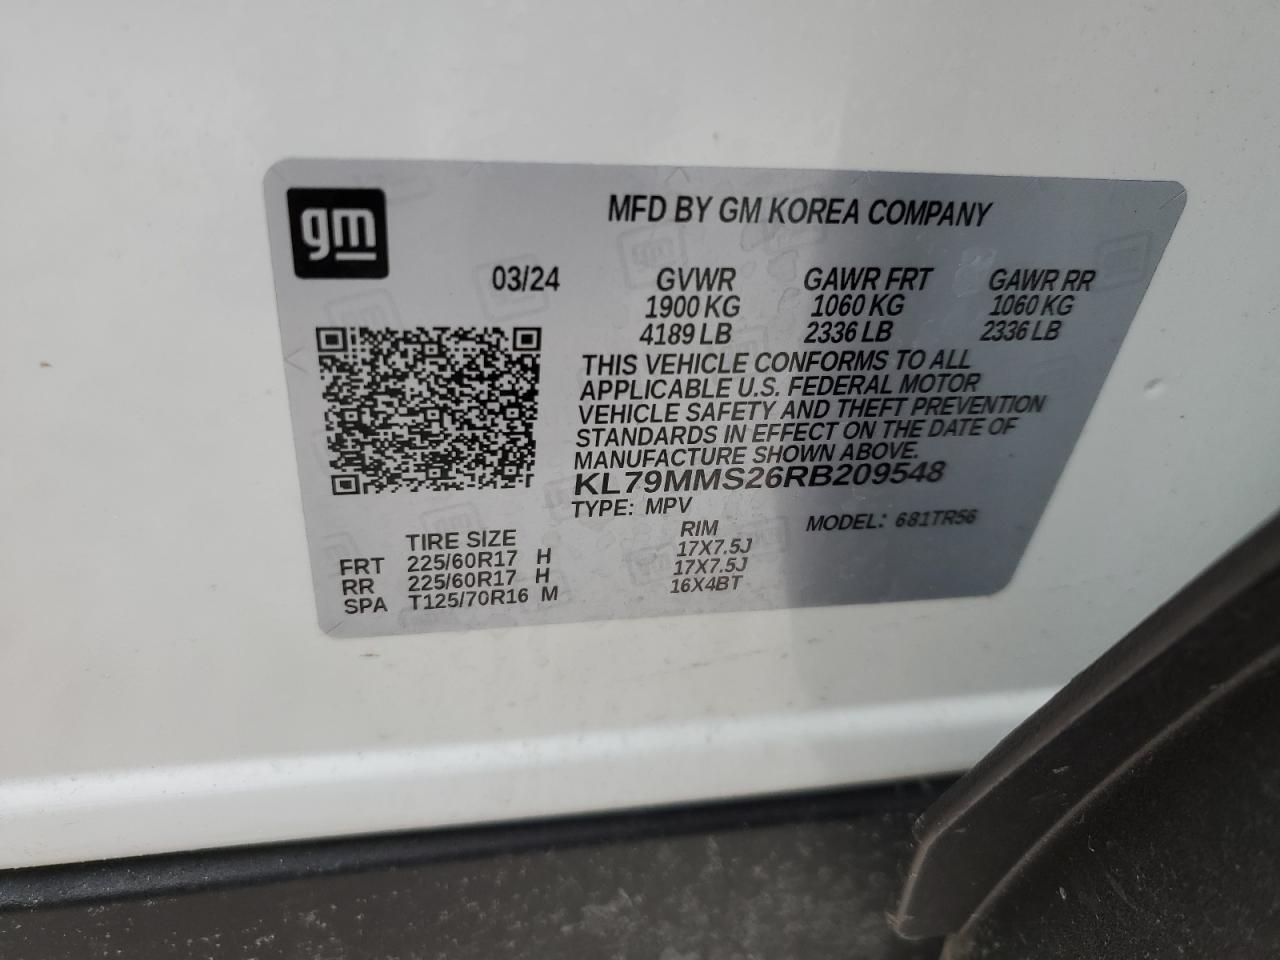 gm
MFD BY GM KOREA COMPANY
03/24 GVWR GAWR FRT GAWR RR
1900 KG 1060 KG 1060 KG
4189 LB 2336 LB 2336 LB
THIS VEHICLE CONFORMS TO ALL
APPLICABLE U.S. FEDERAL MOTOR
VEHICLE SAFETY AND THEFT PREVENTION
STANDARDS IN EFFECT ON THE DATE OF
MANUFACTURE SHOWN ABOVE.
KL79MMS26RB209548
TYPE: MPV MODEL: 681TR56
TIRE SIZE RIM
FRT 225/60R17 H 17X7.5J
RR 225/60R17 H 17X7.5J
SPA T125/70R16 M 16X4BT